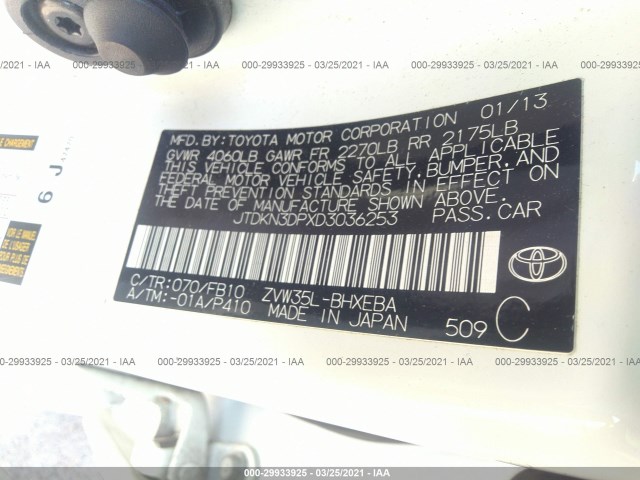 000-29933925 - 03/25/2021 - IAA
MFD. BY: TOYOTA MOTOR CORPORATION 01/13
GVWR 4060LB GAWR FR 2270LB RR 2175LB
THIS VEHICLE CONFORMS TO ALL APPLICABLE
FEDERAL MOTOR VEHICLE SAFETY, BUMPER, AND
THEFT PREVENTION STANDARDS IN EFFECT ON
THE DATE OF MANUFACTURE SHOWN ABOVE.
JTDKN3DPXD3036253 PASS.CAR
C/TR:070/FB10 ZVW35L-BHXEBA
A/TM:-01A/P410 MADE IN JAPAN
509 C
TOYOTA
6 J
000-29933925 - 03/25/2021 - IAA
000-29933925 - 03/25/2021 - IAA